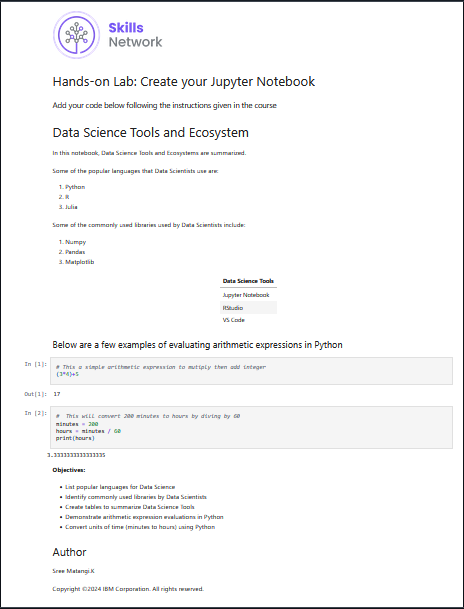 Skills
Network
Hands-on Lab: Create your Jupyter Notebook
Add your code below following the instructions given in the course
Data Science Tools and Ecosystem
In this notebook, Data Science Tools and Ecosystems are summarized.
Some of the popular languages that Data Scientists use are:
1. Python
2. R
3. Julia
Some of the commonly used libraries used by Data Scientists include:
1. Numpy
2. Pandas
3. Matplotlib
Data Science Tools
Jupyter Notebook
RStudio
VS Code
Below are a few examples of evaluating arithmetic expressions in Python
In [1]: # This a simple arithmetic expression to mutiply then add integer
(3*4)+5
Out[1]: 17
In [2]: # This will convert 200 minutes to hours by diving by 60
minutes = 200
hours = minutes / 60
print(hours)
3.3333333333333335
Objectives:
• List popular languages for Data Science
• Identify commonly used libraries by Data Scientists
• Create tables to summarize Data Science Tools
• Demonstrate arithmetic expression evaluations in Python
• Convert units of time (minutes to hours) using Python
Author
Sree Matangi.K
Copyright ©2024 IBM Corporation. All rights reserved.